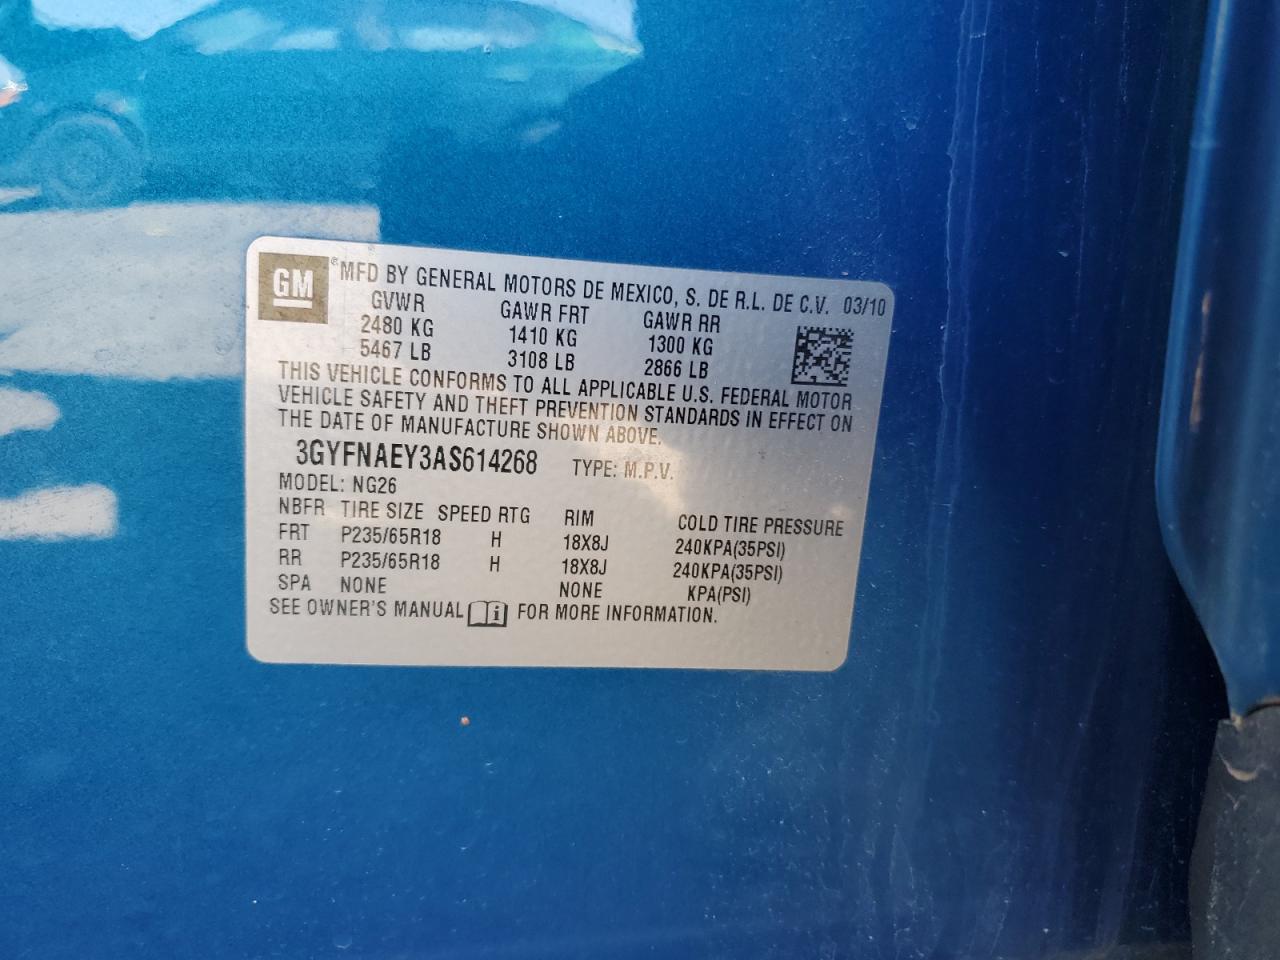 GM ® MFD BY GENERAL MOTORS DE MEXICO, S. DE R.L. DE C.V. 03/10
GVWR GAWR FRT GAWR RR
2480 KG 1410 KG 1300 KG
5467 LB 3108 LB 2866 LB
THIS VEHICLE CONFORMS TO ALL APPLICABLE U.S. FEDERAL MOTOR
VEHICLE SAFETY AND THEFT PREVENTION STANDARDS IN EFFECT ON
THE DATE OF MANUFACTURE SHOWN ABOVE.
3GYFNAEY3AS614268 TYPE: M.P.V.
MODEL: NG26
NBFR TIRE SIZE SPEED RTG RIM COLD TIRE PRESSURE
FRT P235/65R18 H 18X8J 240KPA(35PSI)
RR P235/65R18 H 18X8J 240KPA(35PSI)
SPA NONE NONE KPA(PSI)
SEE OWNER'S MANUAL i FOR MORE INFORMATION.